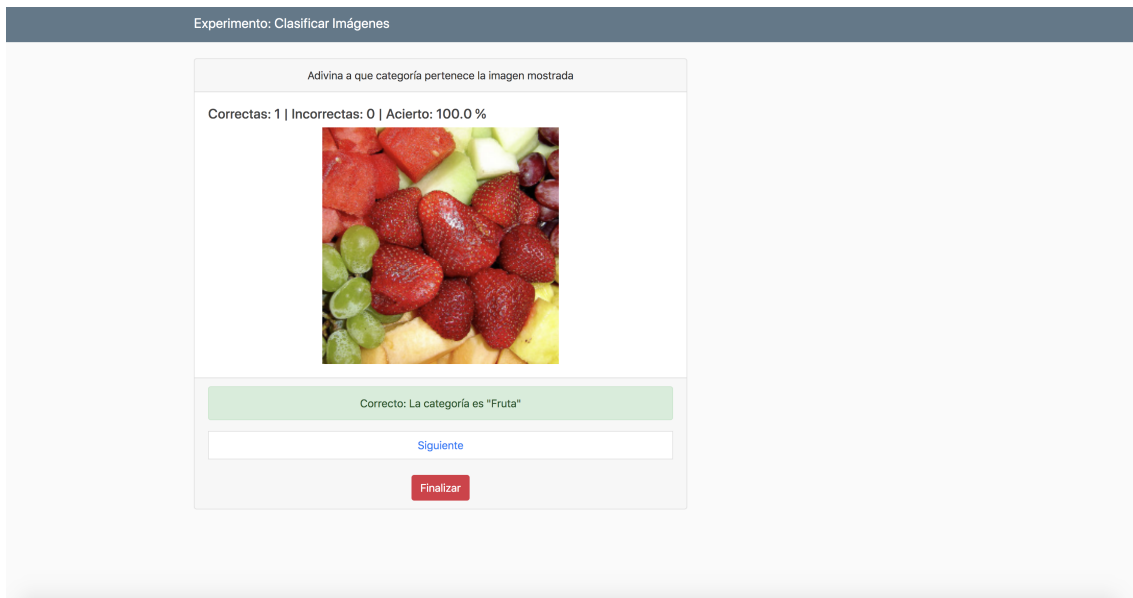 Experimento: Clasificar Imágenes
Adivina a que categoría pertenece la imagen mostrada
Correctas: 1 | Incorrectas: 0 | Acierto: 100.0 %
Correcto: La categoría es "Fruta"
Siguiente
Finalizar